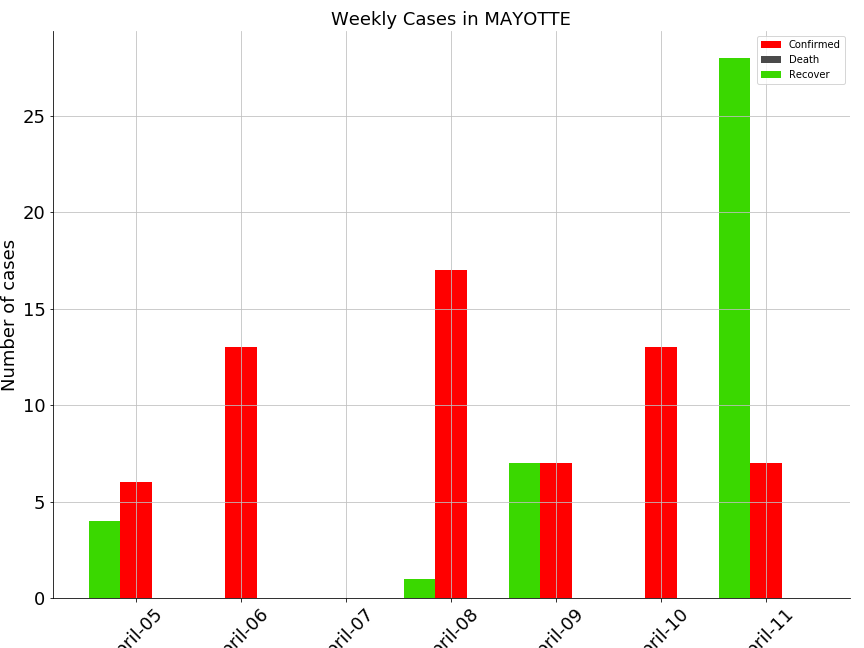 Weekly Cases in MAYOTTE
Confirmed
Death
Recover
Number of cases
25
20
15
10
5
0
pril-05
pril-06
pril-07
pril-08
pril-09
pril-10
pril-11